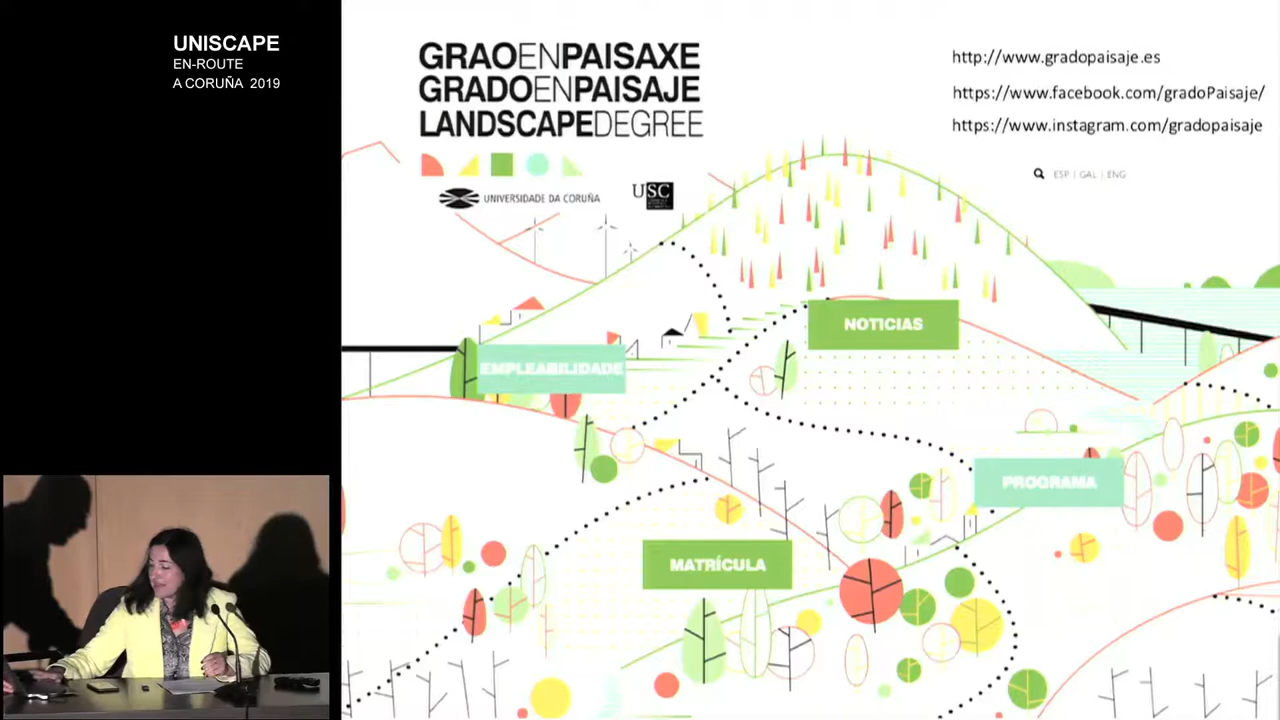 UNISCAPE
EN-ROUTE
A CORUÑA 2019
GRAOENPAISAXE
GRADOENPAISAJE
LANDSCAPEDEGREE
UNIVERSIDADE DA CORUÑA
USC
http://www.gradopaisaje.es
https://www.facebook.com/gradoPaisaje/
https://www.instagram.com/gradopaisaje
ESP | GAL | ENG
NOTICIAS
EMPLEABILIDADE
PROGRAMA
MATRÍCULA